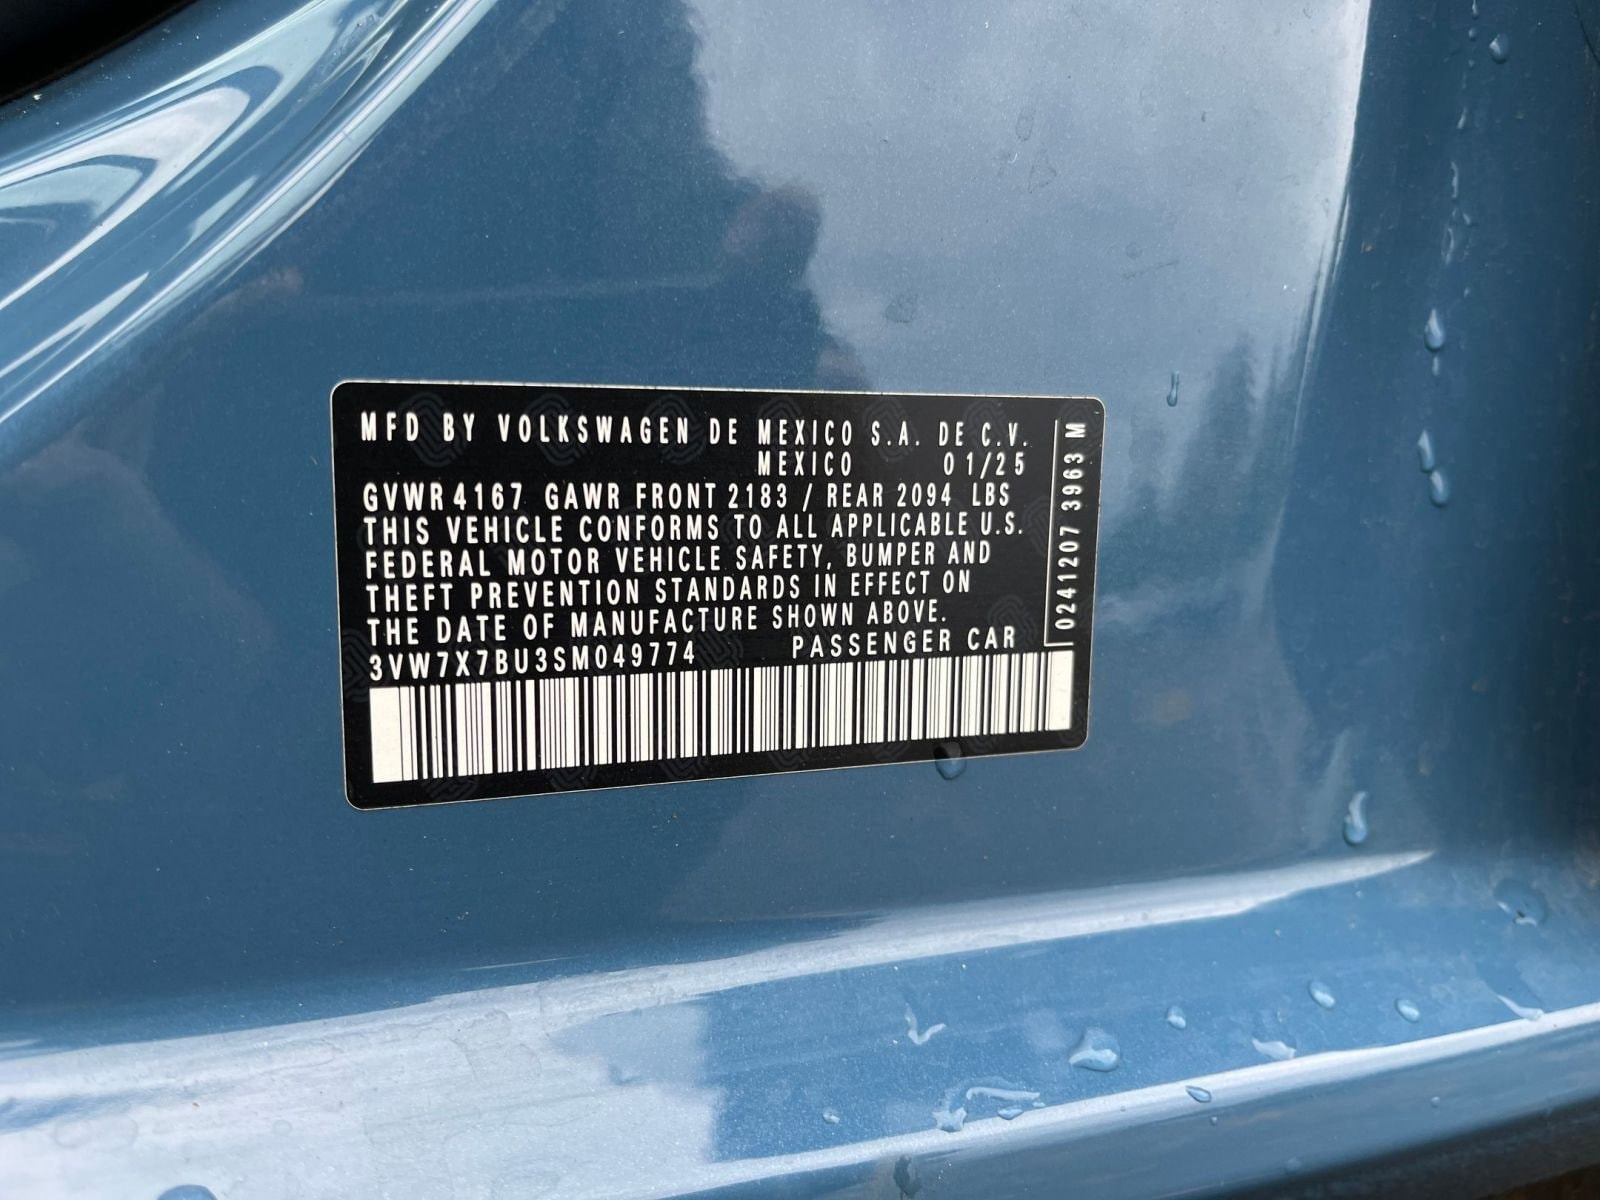 MFD BY VOLKSWAGEN DE MEXICO S.A. DE C.V.
MEXICO 01/25
GVWR 4167 GAWR FRONT 2183 / REAR 2094 LBS
THIS VEHICLE CONFORMS TO ALL APPLICABLE U.S.
FEDERAL MOTOR VEHICLE SAFETY, BUMPER AND
THEFT PREVENTION STANDARDS IN EFFECT ON
THE DATE OF MANUFACTURE SHOWN ABOVE.
3VW7X7BU3SM049774 PASSENGER CAR
0241207 3963 M